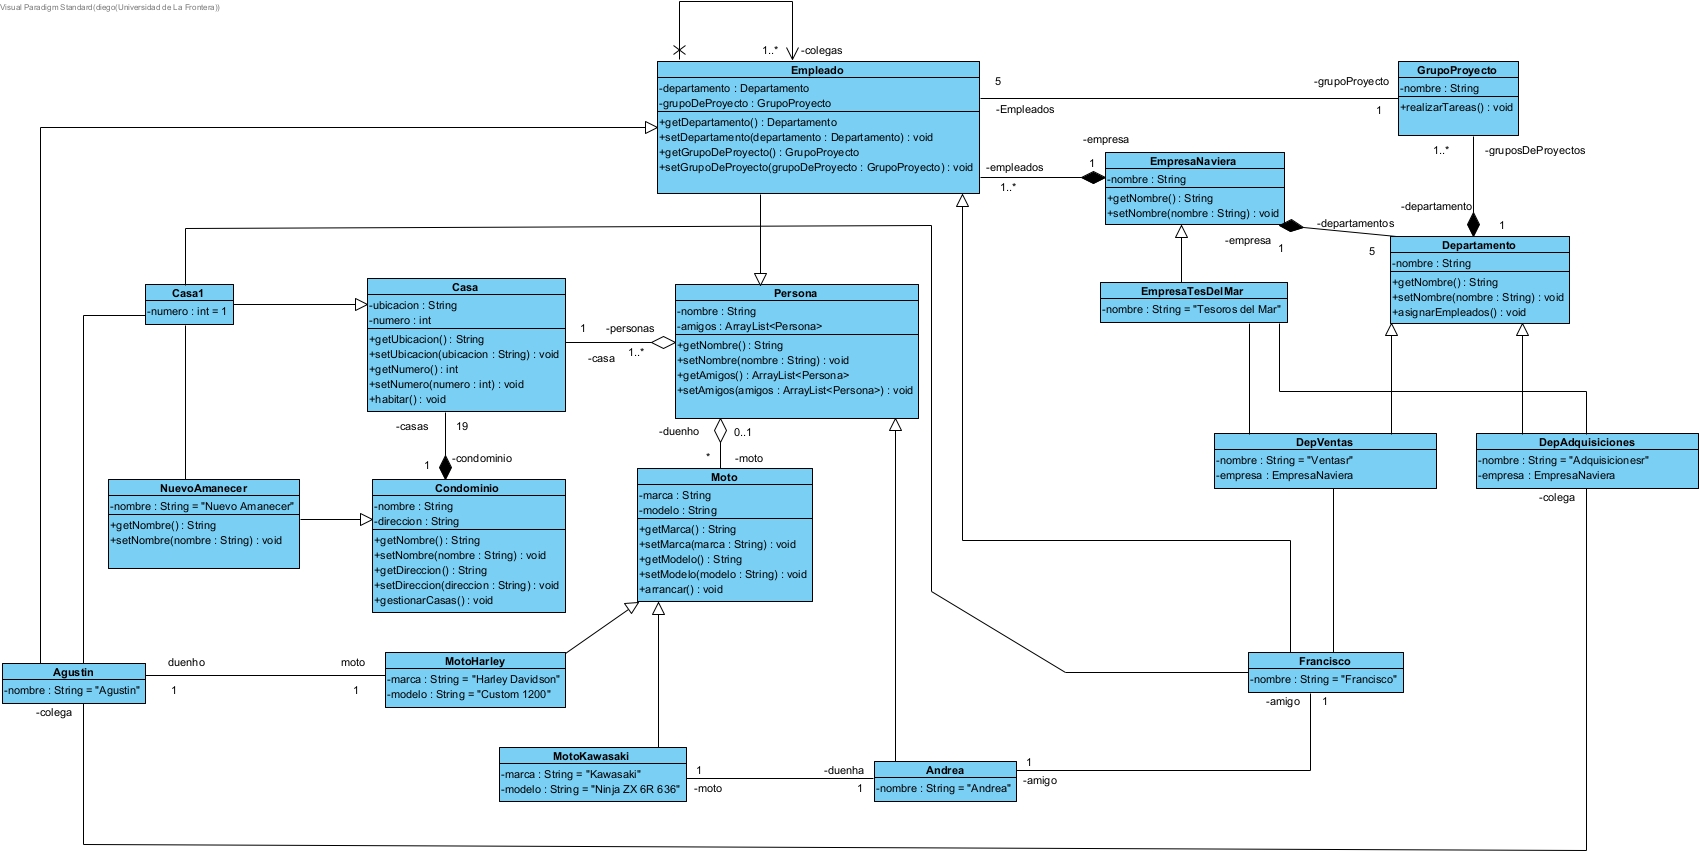 Visual Paradigm Standard(diego(Universidad de La Frontera))
1..*
-colegas
Empleado
-departamento : Departamento
-grupoDeProyecto : GrupoProyecto
+getDepartamento() : Departamento
+setDepartamento(departamento : Departamento) : void
+getGrupoDeProyecto() : GrupoProyecto
+setGrupoDeProyecto(grupoDeProyecto : GrupoProyecto) : void
5
-Empleados
-grupoProyecto
1
GrupoProyecto
-nombre : String
+realizarTareas() : void
1..*
-gruposDeProyectos
-departamento
1
-empleados
1..*
-empresa
1
EmpresaNaviera
-nombre : String
+getNombre() : String
+setNombre(nombre : String) : void
-empresa
1
-departamentos
5
Departamento
-nombre : String
+getNombre() : String
+setNombre(nombre : String) : void
+asignarEmpleados() : void
EmpresaTesDelMar
-nombre : String = "Tesoros del Mar"
Casa1
-numero : int = 1
Casa
-ubicacion : String
-numero : int
+getUbicacion() : String
+setUbicacion(ubicacion : String) : void
+getNumero() : int
+setNumero(numero : int) : void
+habitar() : void
1
-casa
-personas
1..*
Persona
-nombre : String
-amigos : ArrayList<Persona>
+getNombre() : String
+setNombre(nombre : String) : void
+getAmigos() : ArrayList<Persona>
+setAmigos(amigos : ArrayList<Persona>) : void
-casas
19
1
-condominio
-duenho
0..1
*
-moto
NuevoAmanecer
-nombre : String = "Nuevo Amanecer"
+getNombre() : String
+setNombre(nombre : String) : void
Condominio
-nombre : String
-direccion : String
+getNombre() : String
+setNombre(nombre : String) : void
+getDireccion() : String
+setDireccion(direccion : String) : void
+gestionarCasas() : void
Moto
-marca : String
-modelo : String
+getMarca() : String
+setMarca(marca : String) : void
+getModelo() : String
+setModelo(modelo : String) : void
+arrancar() : void
DepVentas
-nombre : String = "Ventasr"
-empresa : EmpresaNaviera
DepAdquisiciones
-nombre : String = "Adquisicionesr"
-empresa : EmpresaNaviera
-colega
Agustin
-nombre : String = "Agustin"
-colega
duenho
1
moto
1
MotoHarley
-marca : String = "Harley Davidson"
-modelo : String = "Custom 1200"
Francisco
-nombre : String = "Francisco"
-amigo
1
MotoKawasaki
-marca : String = "Kawasaki"
-modelo : String = "Ninja ZX 6R 636"
1
-moto
-duenha
1
Andrea
-nombre : String = "Andrea"
1
-amigo